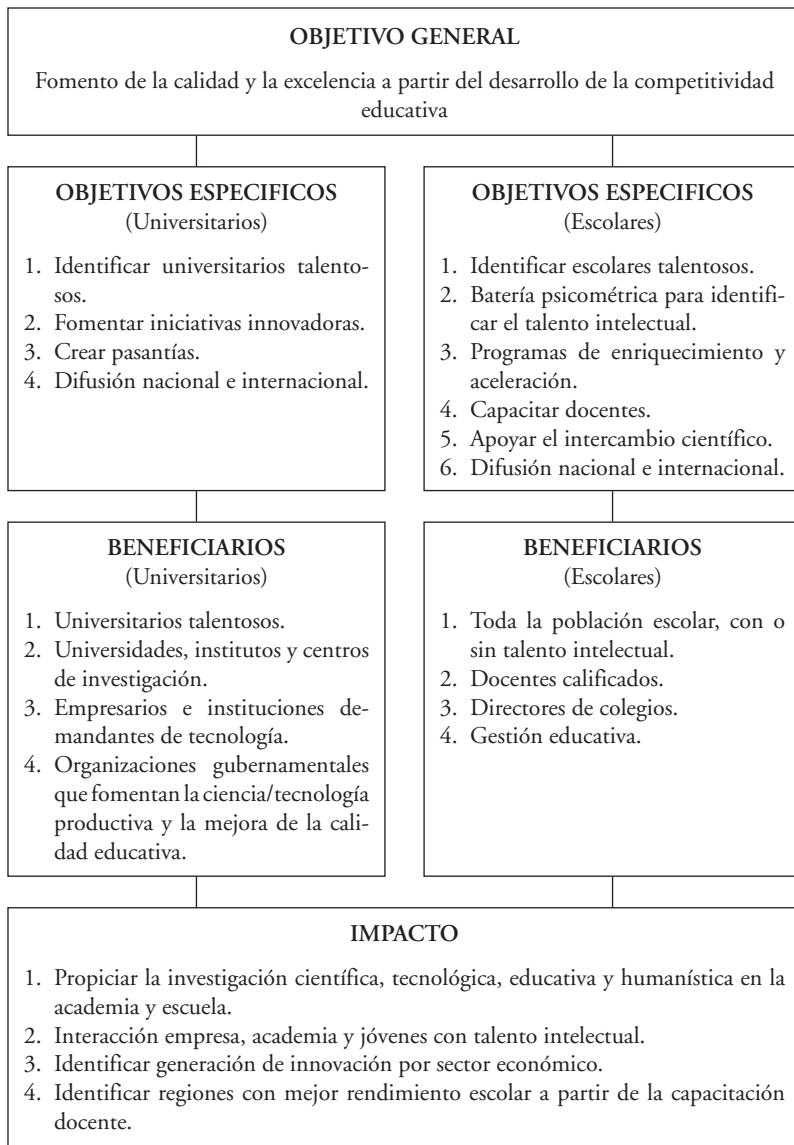 OBJETIVO GENERAL
Fomento de la calidad y la excelencia a partir del desarrollo de la competitividad
educativa
OBJETIVOS ESPECIFICOS
(Universitarios)
1. Identificar universitarios talento-
sos.
2. Fomentar iniciativas innovadoras.
3. Crear pasantías.
4. Difusión nacional e internacional.
OBJETIVOS ESPECIFICOS
(Escolares)
1. Identificar escolares talentosos.
2. Batería psicométrica para identifi-
car el talento intelectual.
3. Programas de enriquecimiento y
aceleración.
4. Capacitar docentes.
5. Apoyar el intercambio científico.
6. Difusión nacional e internacional.
BENEFICIARIOS
(Universitarios)
1. Universitarios talentosos.
2. Universidades, institutos y centros
de investigación.
3. Empresarios e instituciones de-
mandantes de tecnología.
4. Organizaciones gubernamentales
que fomentan la ciencia/tecnología
productiva y la mejora de la cali-
dad educativa.
BENEFICIARIOS
(Escolares)
1. Toda la población escolar, con o
sin talento intelectual.
2. Docentes calificados.
3. Directores de colegios.
4. Gestión educativa.
IMPACTO
1. Propiciar la investigación científica, tecnológica, educativa y humanística en la
academia y escuela.
2. Interacción empresa, academia y jóvenes con talento intelectual.
3. Identificar generación de innovación por sector económico.
4. Identificar regiones con mejor rendimiento escolar a partir de la capacitación
docente.